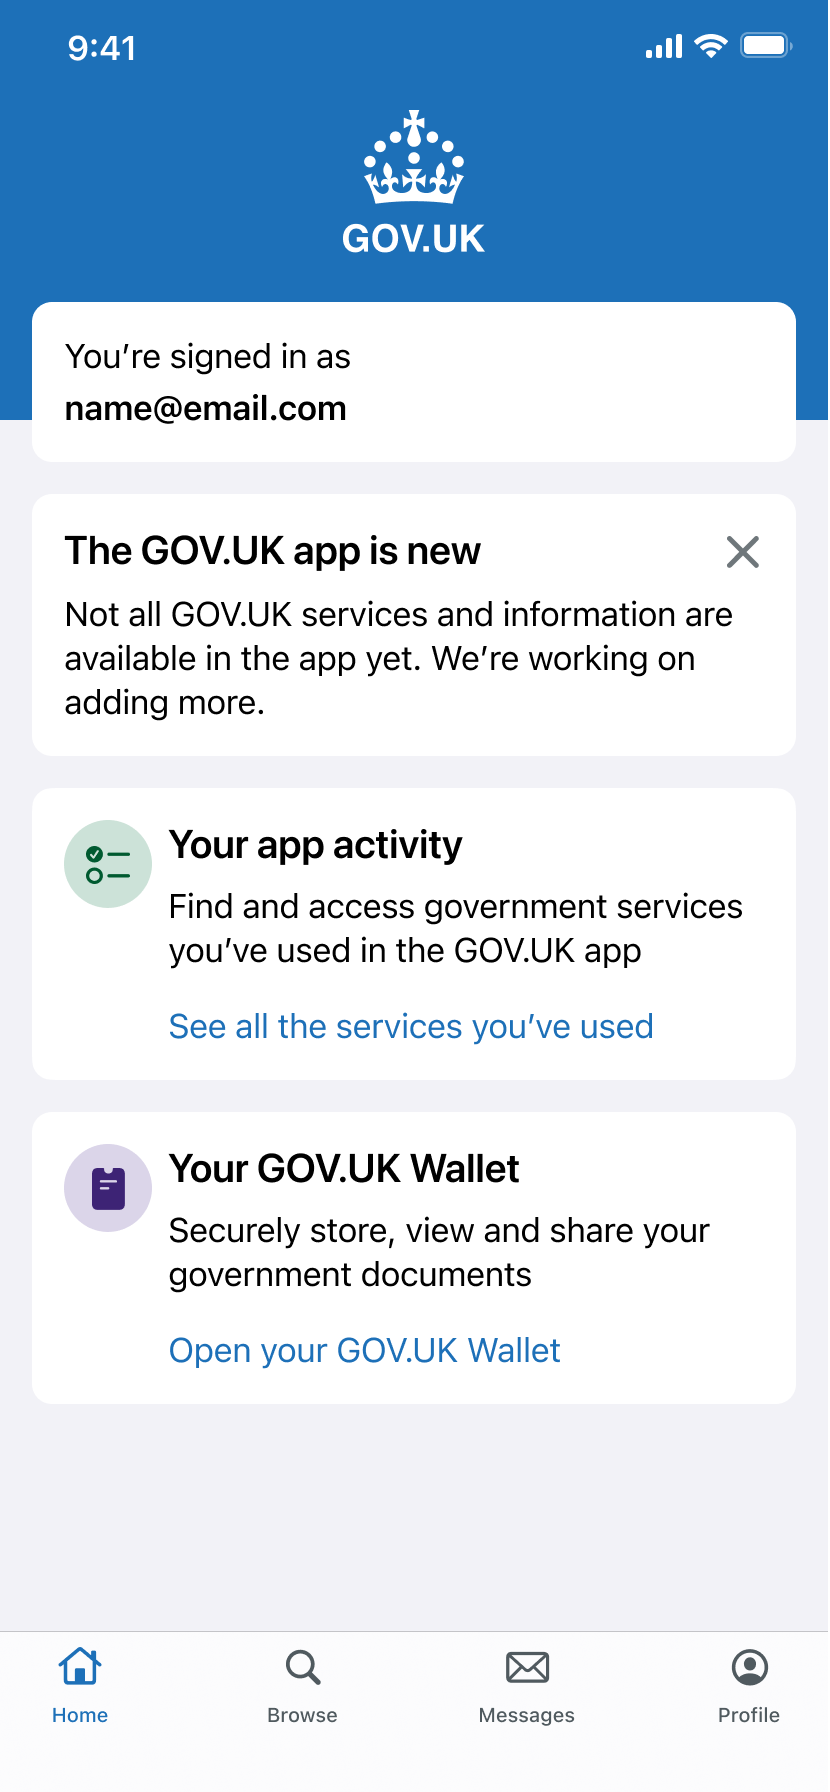 9:41
GOV.UK
You’re signed in as
name@email.com
The GOV.UK app is new
Not all GOV.UK services and information are
available in the app yet. We’re working on
adding more.
Your app activity
Find and access government services
you’ve used in the GOV.UK app
See all the services you’ve used
Your GOV.UK Wallet
Securely store, view and share your
government documents
Open your GOV.UK Wallet
Home
Browse
Messages
Profile